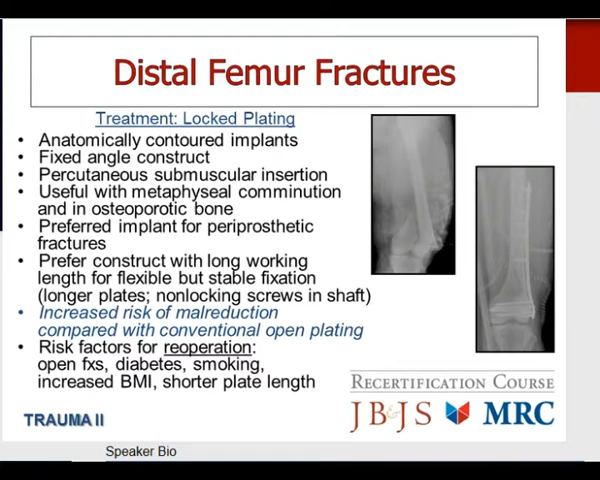 Distal Femur Fractures
Treatment: Locked Plating
• Anatomically contoured implants
• Fixed angle construct
• Percutaneous submuscular insertion
• Useful with metaphyseal comminution
and in osteoporotic bone
• Preferred implant for periprosthetic
fractures
• Prefer construct with long working
length for flexible but stable fixation
(longer plates; nonlocking screws in shaft)
• Increased risk of malreduction
compared with conventional open plating
• Risk factors for reoperation:
open fxs, diabetes, smoking,
increased BMI, shorter plate length
RECERTIFICATION COURSE
JB&JS MRC
TRAUMA II
Speaker Bio